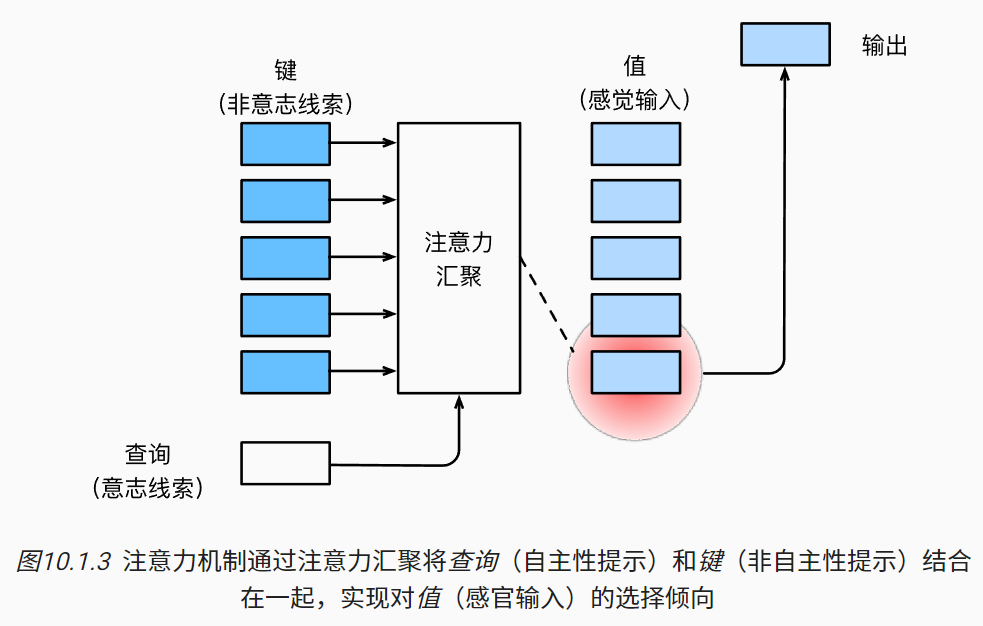 输出
键
（非意志线索）
值
（感觉输入）
注意力
汇聚
查询
（意志线索）
图10.1.3 注意力机制通过注意力汇聚将查询（自主性提示）和键（非自主性提示）结合
在一起，实现对值（感官输入）的选择倾向